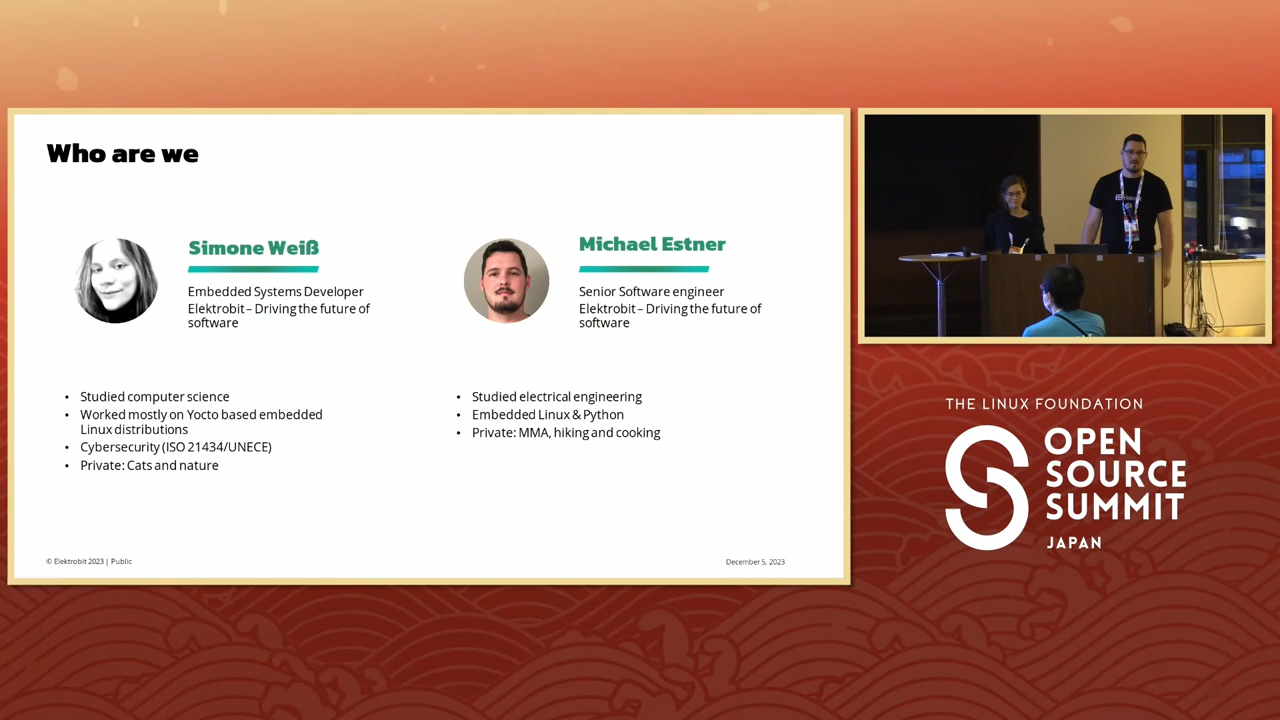 Who are we
Simone Weiß
Embedded Systems Developer
Elektrobit – Driving the future of
software
• Studied computer science
• Worked mostly on Yocto based embedded
Linux distributions
• Cybersecurity (ISO 21434/UNECE)
• Private: Cats and nature
Michael Estner
Senior Software engineer
Elektrobit – Driving the future of
software
• Studied electrical engineering
• Embedded Linux & Python
• Private: MMA, hiking and cooking
© Elektrobit 2023 | Public
December 5, 2023
THE LINUX FOUNDATION
OPEN
SOURCE
SUMMIT
JAPAN